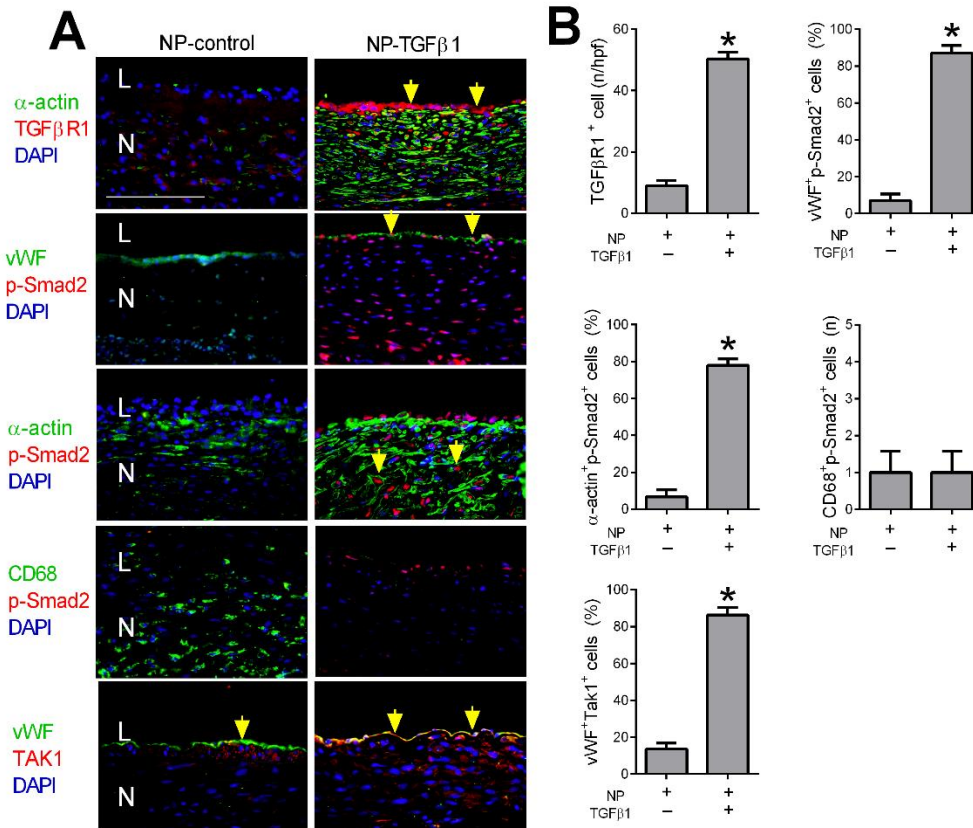 A
NP-control
NP-TGFβ1
α-actin
TGFβR1
DAPI
L
N
vWF
p-Smad2
DAPI
L
N
α-actin
p-Smad2
DAPI
L
N
CD68
p-Smad2
DAPI
L
N
vWF
TAK1
DAPI
L
N
B
TGFβR1+ cell (n/hpf)
60
40
20
0
*
NP + +
TGFβ1 − +
vWF+p-Smad2+ cells (%)
100
80
60
40
20
0
*
NP + +
TGFβ1 − +
α-actin+p-Smad2+ cells (%)
100
80
60
40
20
0
*
NP + +
TGFβ1 − +
CD68+p-Smad2+ cells (n)
5
4
3
2
1
0
NP + +
TGFβ1 − +
vWF+Tak1+ cells (%)
100
80
60
40
20
0
*
NP + +
TGFβ1 − +